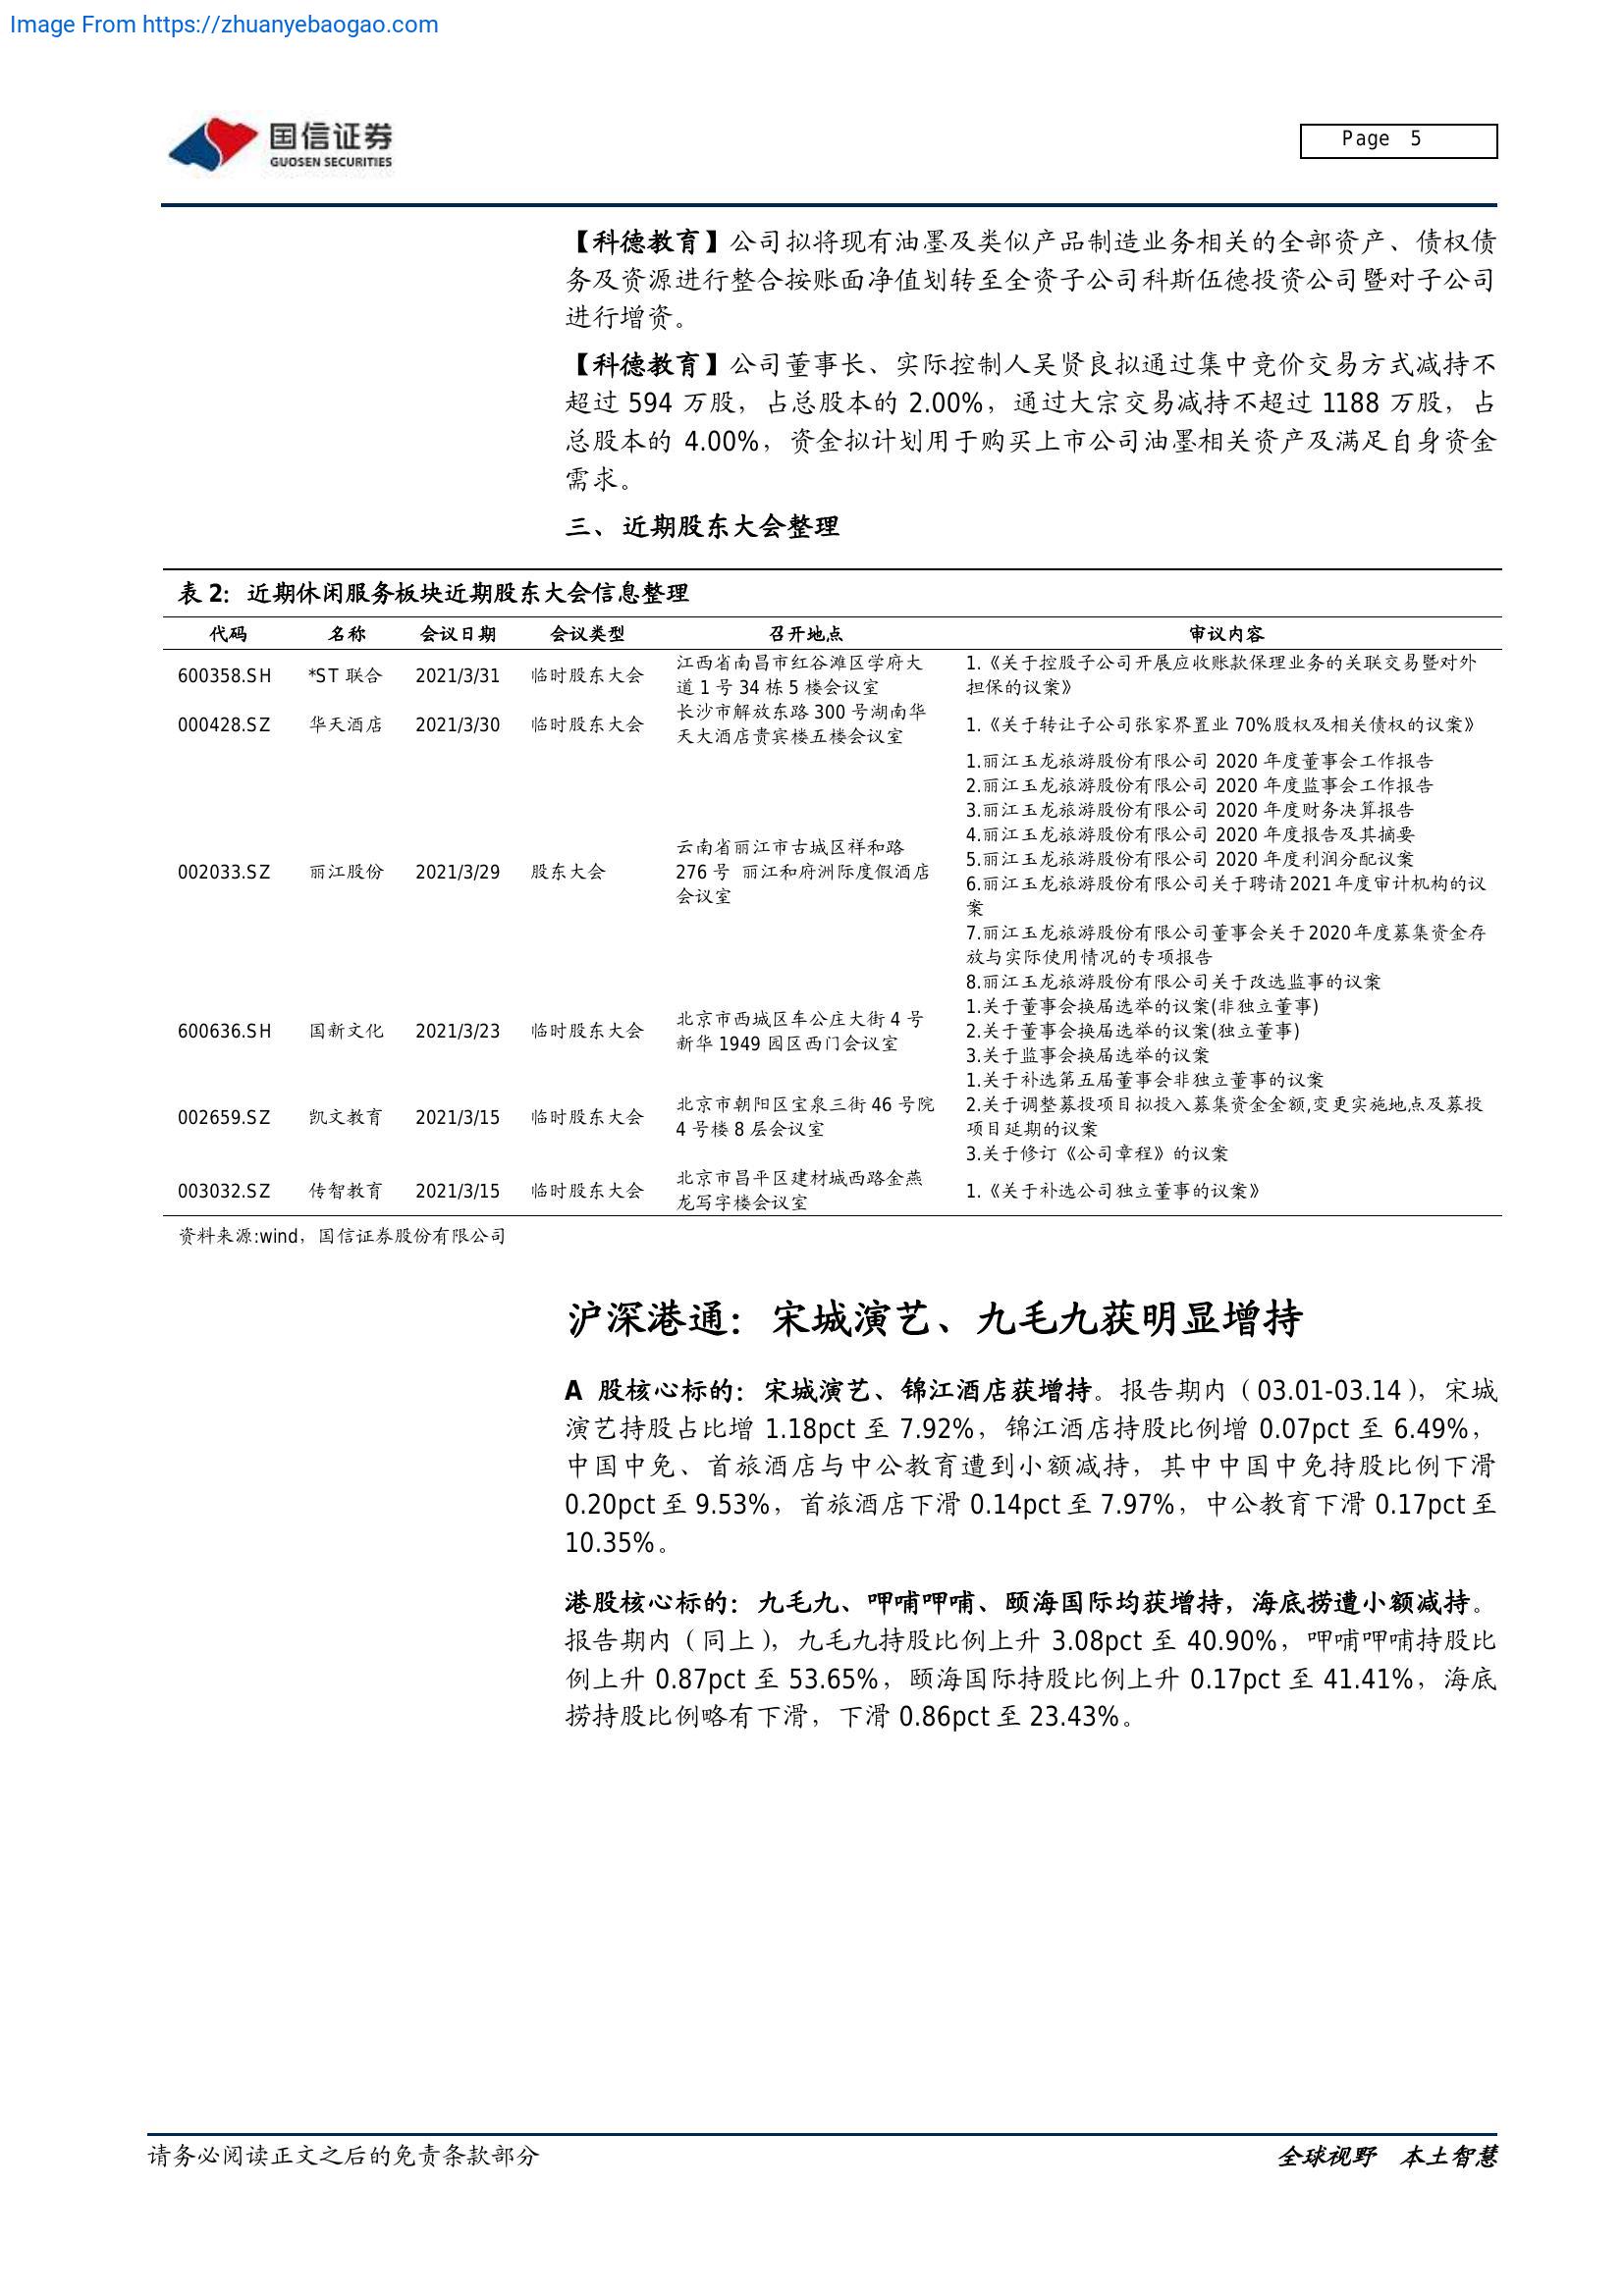 Image From https://zhuanyebaogao.com
国信证券
GUOSEN SECURITIES
Page 5
【科德教育】公司拟将现有油墨及类似产品制造业务相关的全部资产、债权债
务及资源进行整合按账面净值划转至全资子公司科斯伍德投资公司暨对子公司
进行增资。
【科德教育】公司董事长、实际控制人吴贤良拟通过集中竞价交易方式减持不
超过 594 万股，占总股本的 2.00%，通过大宗交易减持不超过 1188 万股，占
总股本的 4.00%，资金拟计划用于购买上市公司油墨相关资产及满足自身资金
需求。
三、近期股东大会整理
表 2：近期休闲服务板块近期股东大会信息整理
代码 名称 会议日期 会议类型 召开地点 审议内容
600358.SH *ST 联合 2021/3/31 临时股东大会
江西省南昌市红谷滩区学府大
道 1 号 34 栋 5 楼会议室
1.《关于控股子公司开展应收账款保理业务的关联交易暨对外
担保的议案》
000428.SZ 华天酒店 2021/3/30 临时股东大会
长沙市解放东路 300 号湖南华
天大酒店贵宾楼五楼会议室
1.《关于转让子公司张家界置业 70%股权及相关债权的议案》
002033.SZ 丽江股份 2021/3/29 股东大会
云南省丽江市古城区祥和路
276 号 丽江和府洲际度假酒店
会议室
1.丽江玉龙旅游股份有限公司 2020 年度董事会工作报告
2.丽江玉龙旅游股份有限公司 2020 年度监事会工作报告
3.丽江玉龙旅游股份有限公司 2020 年度财务决算报告
4.丽江玉龙旅游股份有限公司 2020 年度报告及其摘要
5.丽江玉龙旅游股份有限公司 2020 年度利润分配议案
6.丽江玉龙旅游股份有限公司关于聘请2021年度审计机构的议
案
7.丽江玉龙旅游股份有限公司董事会关于2020年度募集资金存
放与实际使用情况的专项报告
8.丽江玉龙旅游股份有限公司关于改选监事的议案
600636.SH 国新文化 2021/3/23 临时股东大会
北京市西城区车公庄大街 4 号
新华 1949 园区西门会议室
1.关于董事会换届选举的议案(非独立董事)
2.关于董事会换届选举的议案(独立董事)
3.关于监事会换届选举的议案
002659.SZ 凯文教育 2021/3/15 临时股东大会
北京市朝阳区宝泉三街 46 号院
4 号楼 8 层会议室
1.关于补选第五届董事会非独立董事的议案
2.关于调整募投项目拟投入募集资金金额,变更实施地点及募投
项目延期的议案
3.关于修订《公司章程》的议案
003032.SZ 传智教育 2021/3/15 临时股东大会
北京市昌平区建材城西路金燕
龙写字楼会议室
1.《关于补选公司独立董事的议案》
资料来源:wind，国信证券股份有限公司
沪深港通：宋城演艺、九毛九获明显增持
A 股核心标的：宋城演艺、锦江酒店获增持。报告期内（03.01-03.14），宋城
演艺持股占比增 1.18pct 至 7.92%，锦江酒店持股比例增 0.07pct 至 6.49%，
中国中免、首旅酒店与中公教育遭到小额减持，其中中国中免持股比例下滑
0.20pct 至 9.53%，首旅酒店下滑 0.14pct 至 7.97%，中公教育下滑 0.17pct 至
10.35%。
港股核心标的：九毛九、呷哺呷哺、颐海国际均获增持，海底捞遭小额减持。
报告期内（同上），九毛九持股比例上升 3.08pct 至 40.90%，呷哺呷哺持股比
例上升 0.87pct 至 53.65%，颐海国际持股比例上升 0.17pct 至 41.41%，海底
捞持股比例略有下滑，下滑 0.86pct 至 23.43%。
请务必阅读正文之后的免责条款部分
全球视野 本土智慧